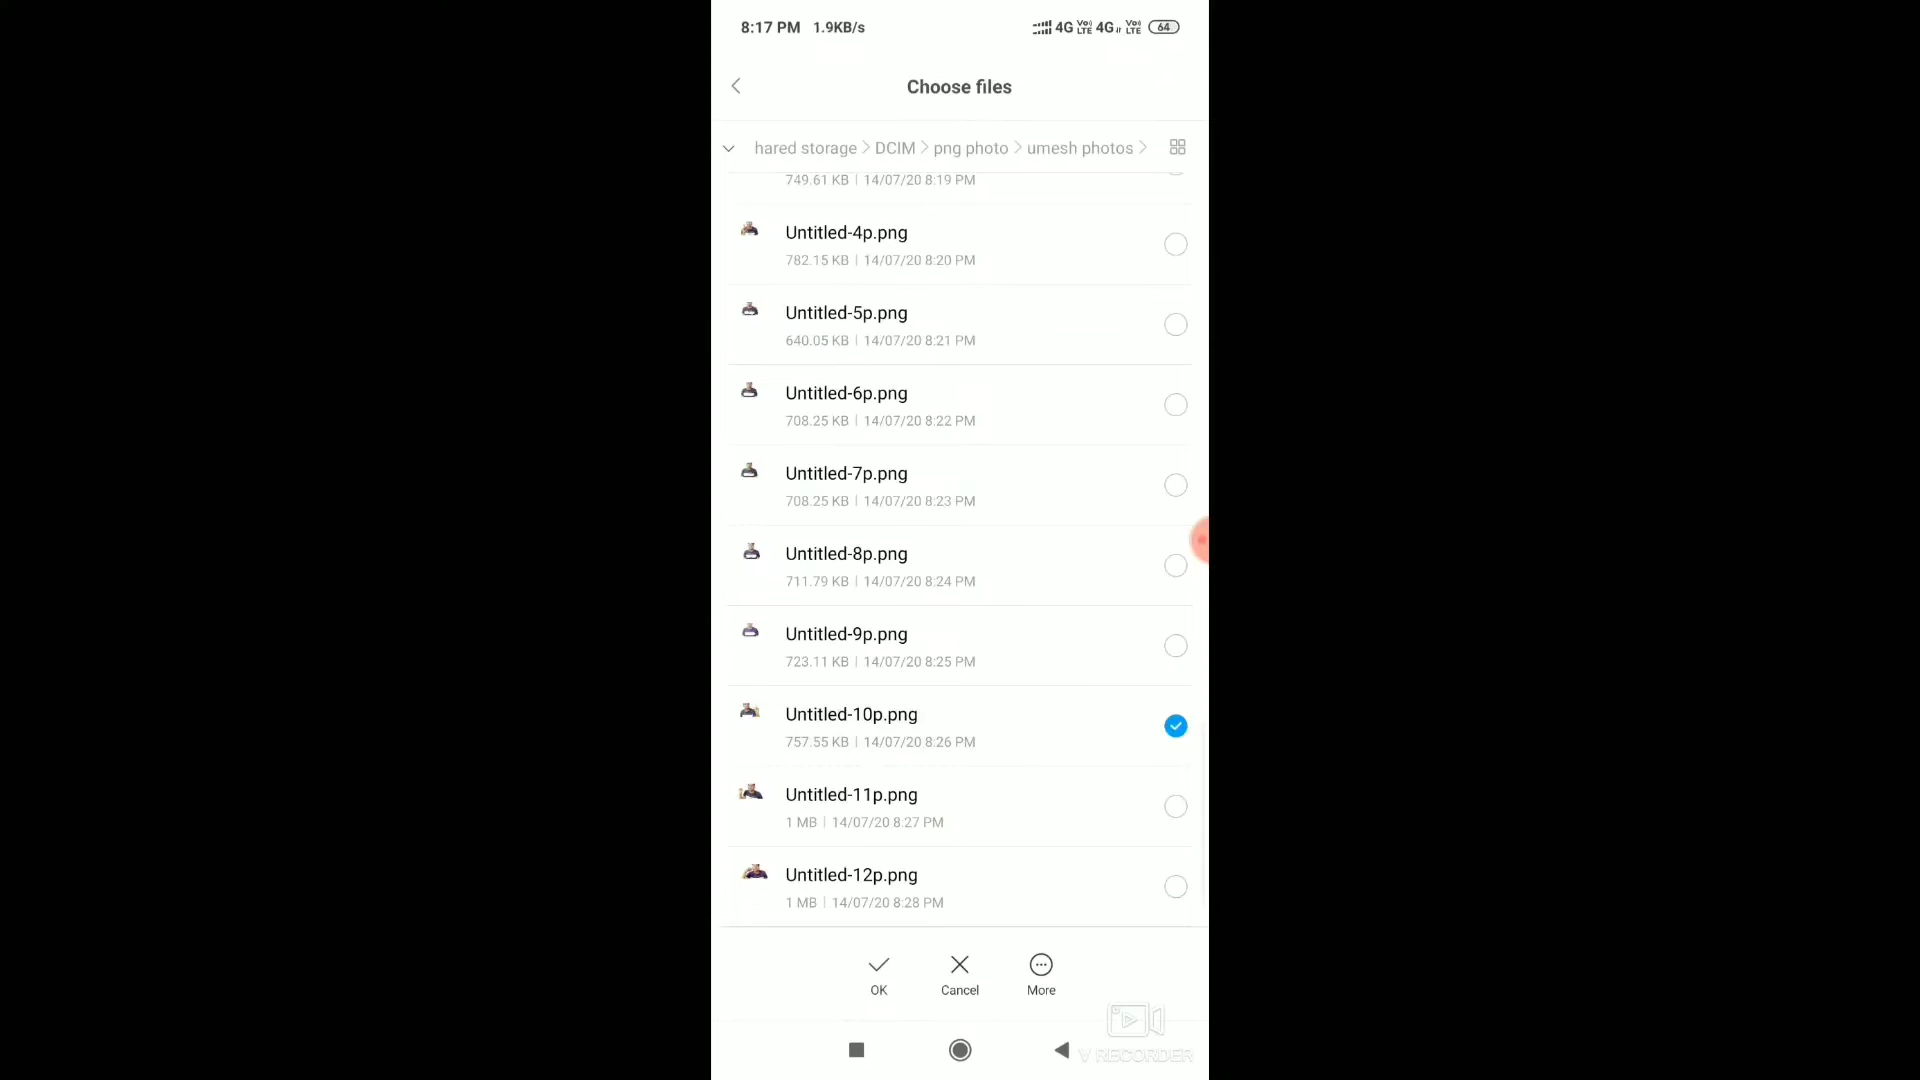 8:17 PM 1.9KB/s 4G Vo) LTE 4G Vo) LTE 64
Choose files
hared storage > DCIM > png photo > umesh photos >
749.61 KB | 14/07/20 8:19 PM
Untitled-4p.png
782.15 KB | 14/07/20 8:20 PM
Untitled-5p.png
640.05 KB | 14/07/20 8:21 PM
Untitled-6p.png
708.25 KB | 14/07/20 8:22 PM
Untitled-7p.png
708.25 KB | 14/07/20 8:23 PM
Untitled-8p.png
711.79 KB | 14/07/20 8:24 PM
Untitled-9p.png
723.11 KB | 14/07/20 8:25 PM
Untitled-10p.png
757.55 KB | 14/07/20 8:26 PM
Untitled-11p.png
1 MB | 14/07/20 8:27 PM
Untitled-12p.png
1 MB | 14/07/20 8:28 PM
OK Cancel More
V RECORDER